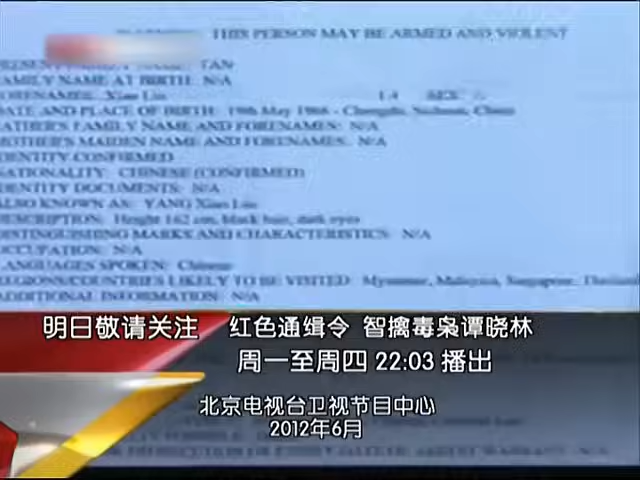 THIS PERSON MAY BE ARMED AND VIOLENT
TAN
FAMILY NAME AT BIRTH: N/A
FORENAMES: Xiao Lin 1.4 SEX:
DATE AND PLACE OF BIRTH: 19th May 1966 - Chengdu, Sichuan, China
FATHER'S FAMILY NAME AND FORENAMES: N/A
MOTHER'S MAIDEN NAME AND FORENAMES: N/A
IDENTITY CONFIRMED
NATIONALITY: CHINESE (CONFIRMED)
IDENTITY DOCUMENTS: N/A
ALSO KNOWN AS: YANG Xiao Lin
DESCRIPTION: Height 162 cm, black hair, dark eyes
DISTINGUISHING MARKS AND CHARACTERISTICS: N/A
OCCUPATION: N/A
LANGUAGES SPOKEN: Chinese
REGIONS/COUNTRIES LIKELY TO BE VISITED: Myanmar, Malaysia, Singapore,
ADDITIONAL INFORMATION: N/A
明日敬请关注 红色通缉令 智擒毒枭谭晓林
周一至周四 22:03 播出
北京电视台卫视节目中心
2012年6月